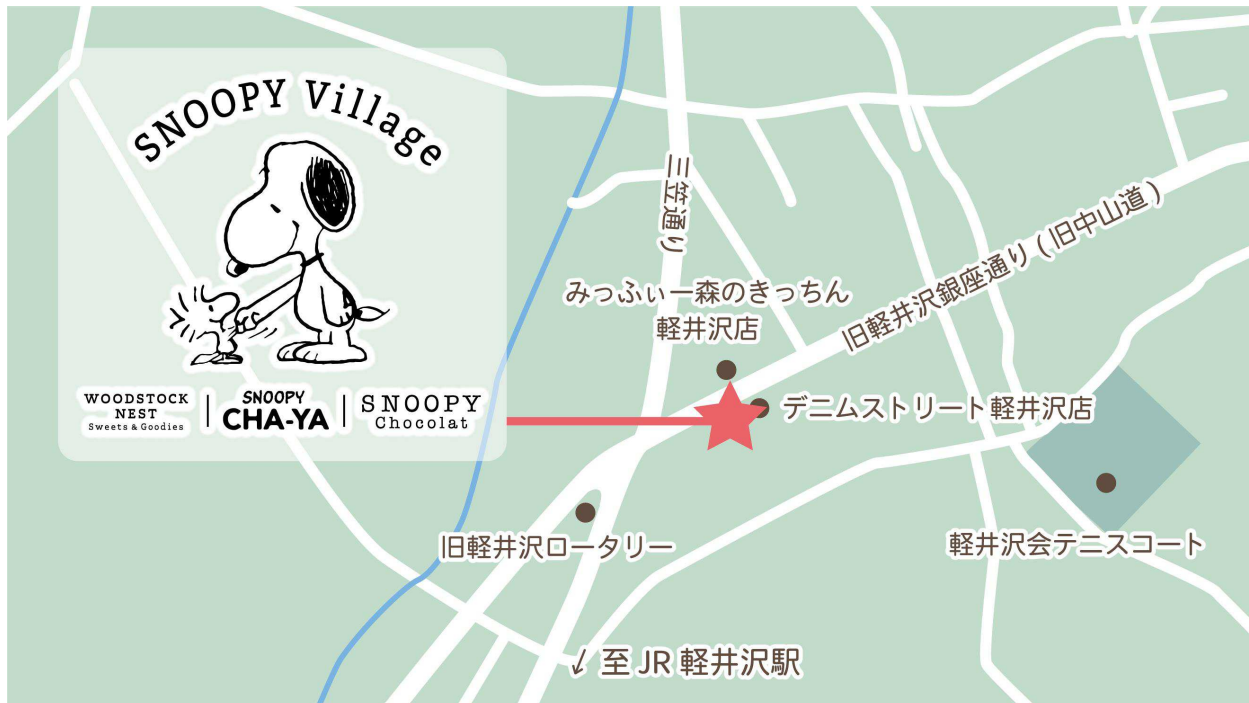 SNOOPY Village
WOODSTOCK
NEST
Sweets & Goodies
SNOOPY
CHA-YA
SNOOPY
Chocolat
三笠通り
旧軽井沢銀座通り(旧中山道)
みっふぃー森のきっちん
軽井沢店
デニムストリート軽井沢店
旧軽井沢ロータリー
軽井沢会テニスコート
↙ 至 JR 軽井沢駅